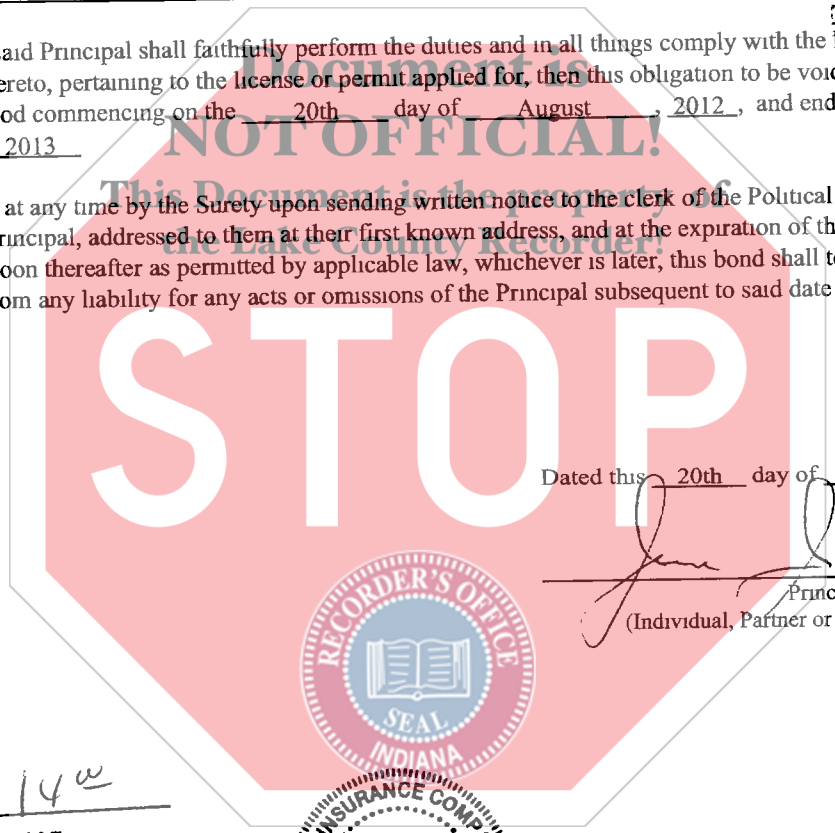 aid Principal shall faithfully perform the duties and in all things comply with the
Document is
ereto, pertaining to the license or permit applied for, then this obligation to be void
od commencing on the 20th day of August, 2012, and end
NOT OFFICIAL!
2013
This Document is the property of
at any time by the Surety upon sending written notice to the clerk of the Political
rincipal, addressed to them at their first known address, and at the expiration of th
the Lake County Recorder!
oon thereafter as permitted by applicable law, whichever is later, this bond shall te
om any liability for any acts or omissions of the Principal subsequent to said date
STOP
Dated this 20th day of
Princ
(Individual, Partner or
RECORDER'S OFFICE
SEAL
INDIANA
14 00
INSURANCE COMP